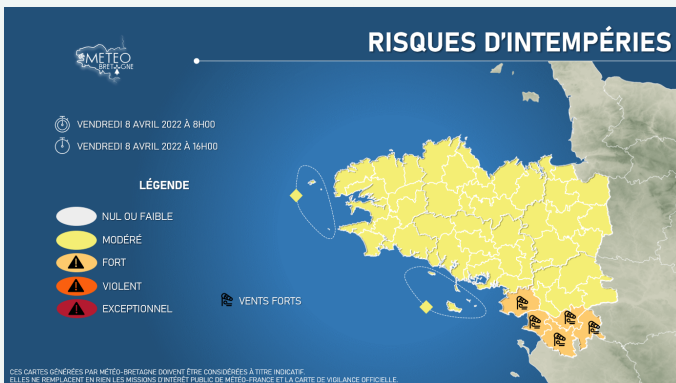 RISQUES D'INTEMPÉRIES
MÉTÉO
BRETAGNE
VENDREDI 8 AVRIL 2022 À 8H00
VENDREDI 8 AVRIL 2022 À 16H00
LÉGENDE
NUL OU FAIBLE
MODÉRÉ
FORT
VIOLENT
EXCEPTIONNEL
VENTS FORTS
CES CARTES GÉNÉRÉES PAR MÉTÉO-BRETAGNE DOIVENT ÊTRE CONSIDÉRÉES À TITRE INDICATIF.
ELLES NE REMPLACENT EN RIEN LES MISSIONS D'INTÉRÊT PUBLIC DE MÉTÉO-FRANCE ET LA CARTE DE VIGILANCE OFFICIELLE.